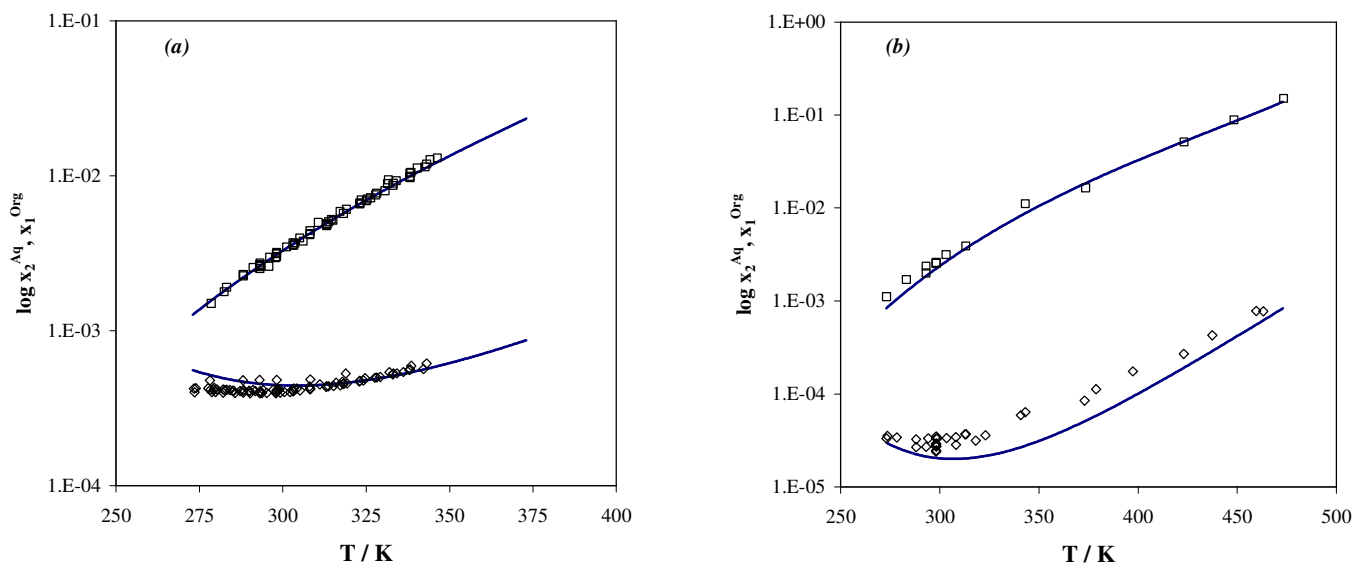 (a)
1.E-01
1.E-02
1.E-03
1.E-04
log x₂ᴬq, x₁ᴼʳᵍ
250
275
300
325
350
375
400
T / K
(b)
1.E+00
1.E-01
1.E-02
1.E-03
1.E-04
1.E-05
log x₂ᴬq, x₁ᴼʳᵍ
250
300
350
400
450
500
T / K